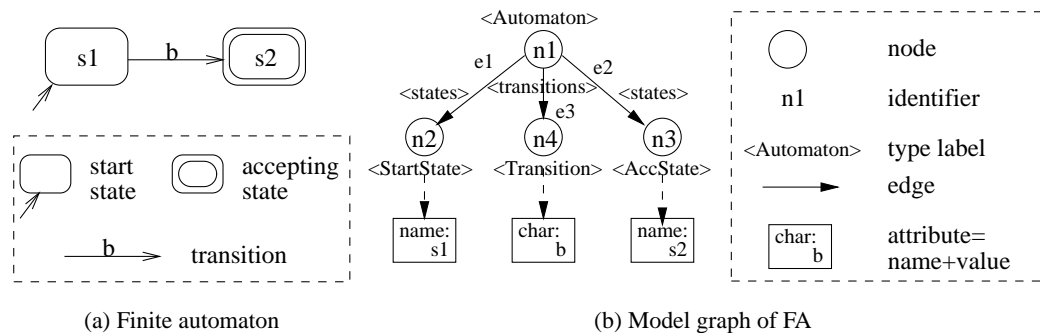 s1
b
s2
start
state
accepting
state
b
transition
(a) Finite automaton
<Automaton>
n1
e1
e2
<states>
<transitions>
<states>
e3
n2
n4
n3
<StartState>
<Transition>
<AccState>
name:
s1
char:
b
name:
s2
node
n1
identifier
<Automaton>
type label
edge
char:
b
attribute=
name+value
(b) Model graph of FA